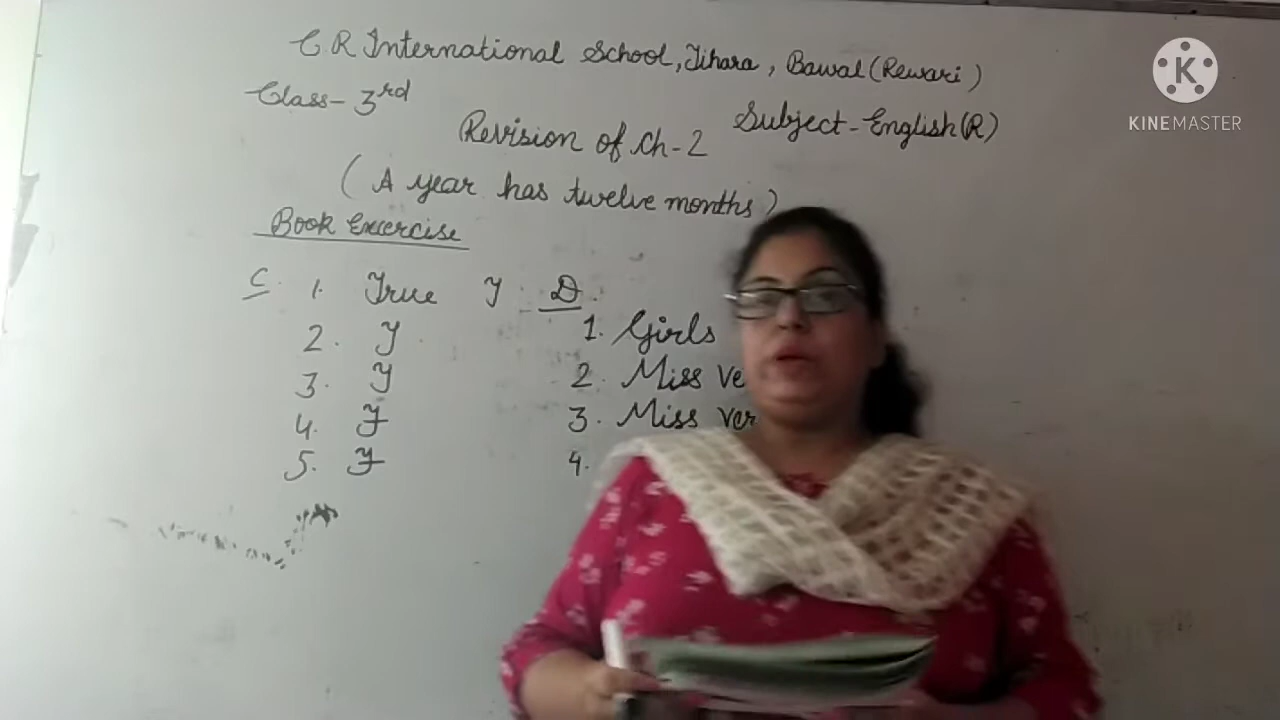 C R International School, Jihara, Bawal (Rewari)
Class - 3rd
Subject - English (R)
Revision of Ch-2
(A year has twelve months)
Book Excercise
C. 1. True T
2. T
3. T
4. F
5. F
D.
1. Girls
2. Miss Ve
3. Miss Ver
4.
K
KINEMASTER